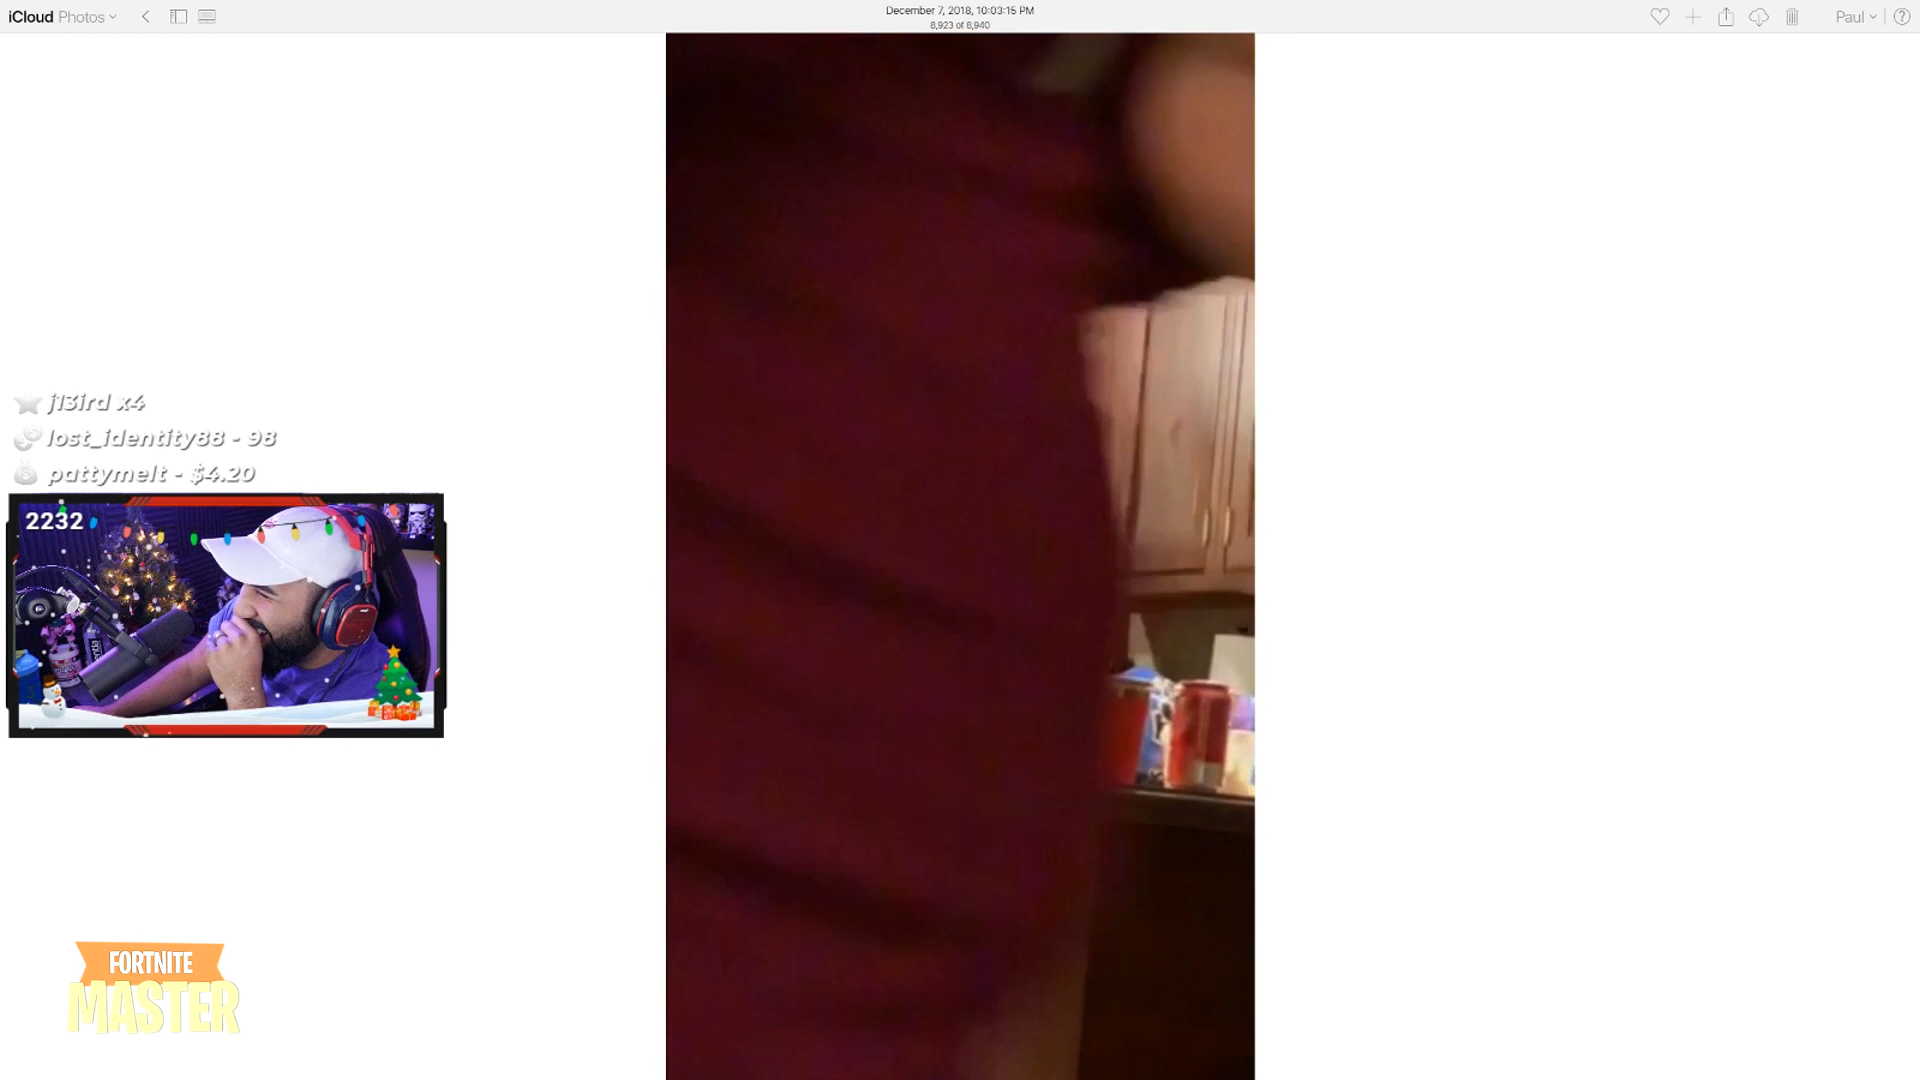 iCloud Photos
December 7, 2018, 10:03:15 PM
8,923 of 8,940
Paul
j13ird x4
lost_identity88 - 98
pattymelt - $4.20
2232
FORTNITE
MASTER